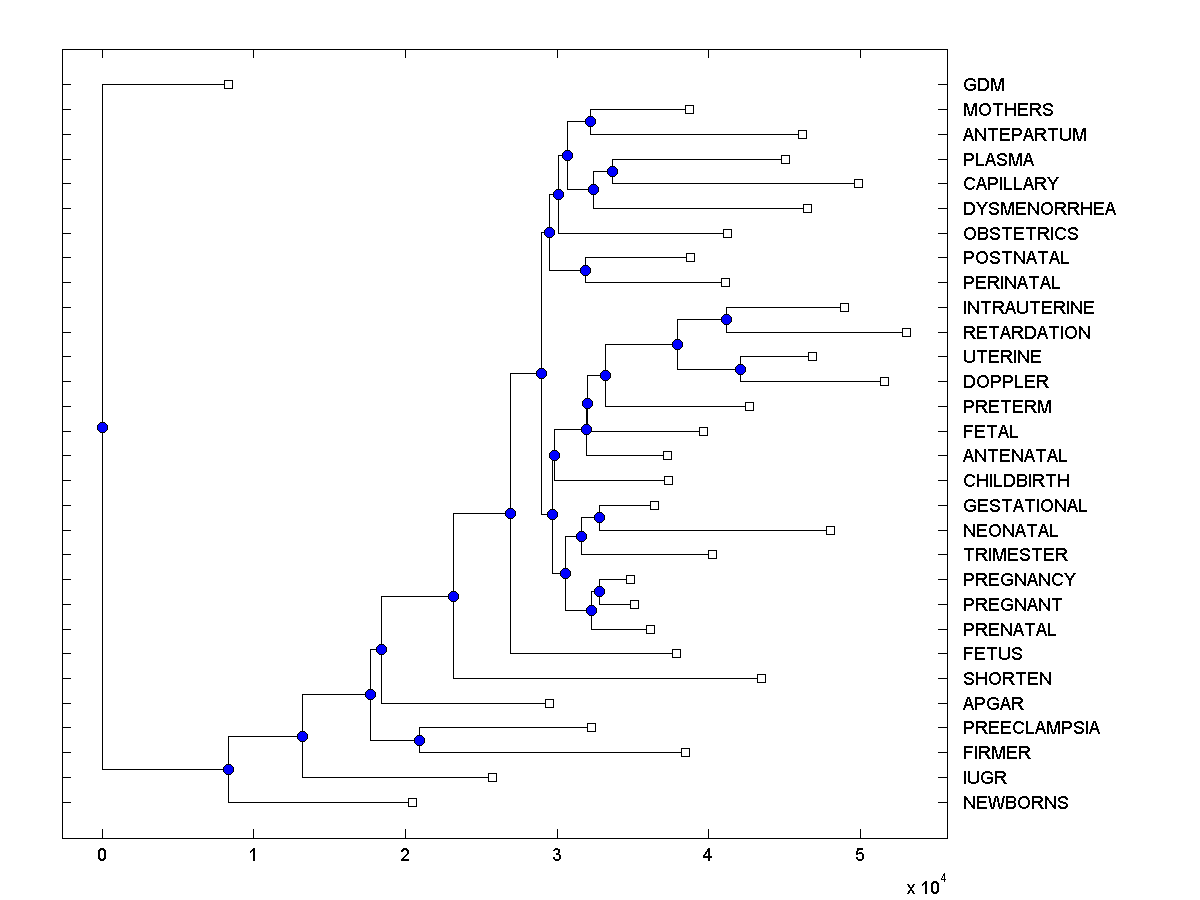 GDM
MOTHERS
ANTEPARTUM
PLASMA
CAPILLARY
DYSMENORRHEA
OBSTETRICS
POSTNATAL
PERINATAL
INTRAUTERINE
RETARDATION
UTERINE
DOPPLER
PRETERM
FETAL
ANTENATAL
CHILDBIRTH
GESTATIONAL
NEONATAL
TRIMESTER
PREGNANCY
PREGNANT
PRENATAL
FETUS
SHORTEN
APGAR
PREECLAMPSIA
FIRMER
IUGR
NEWBORNS
0 1 2 3 4 5
x 10^4